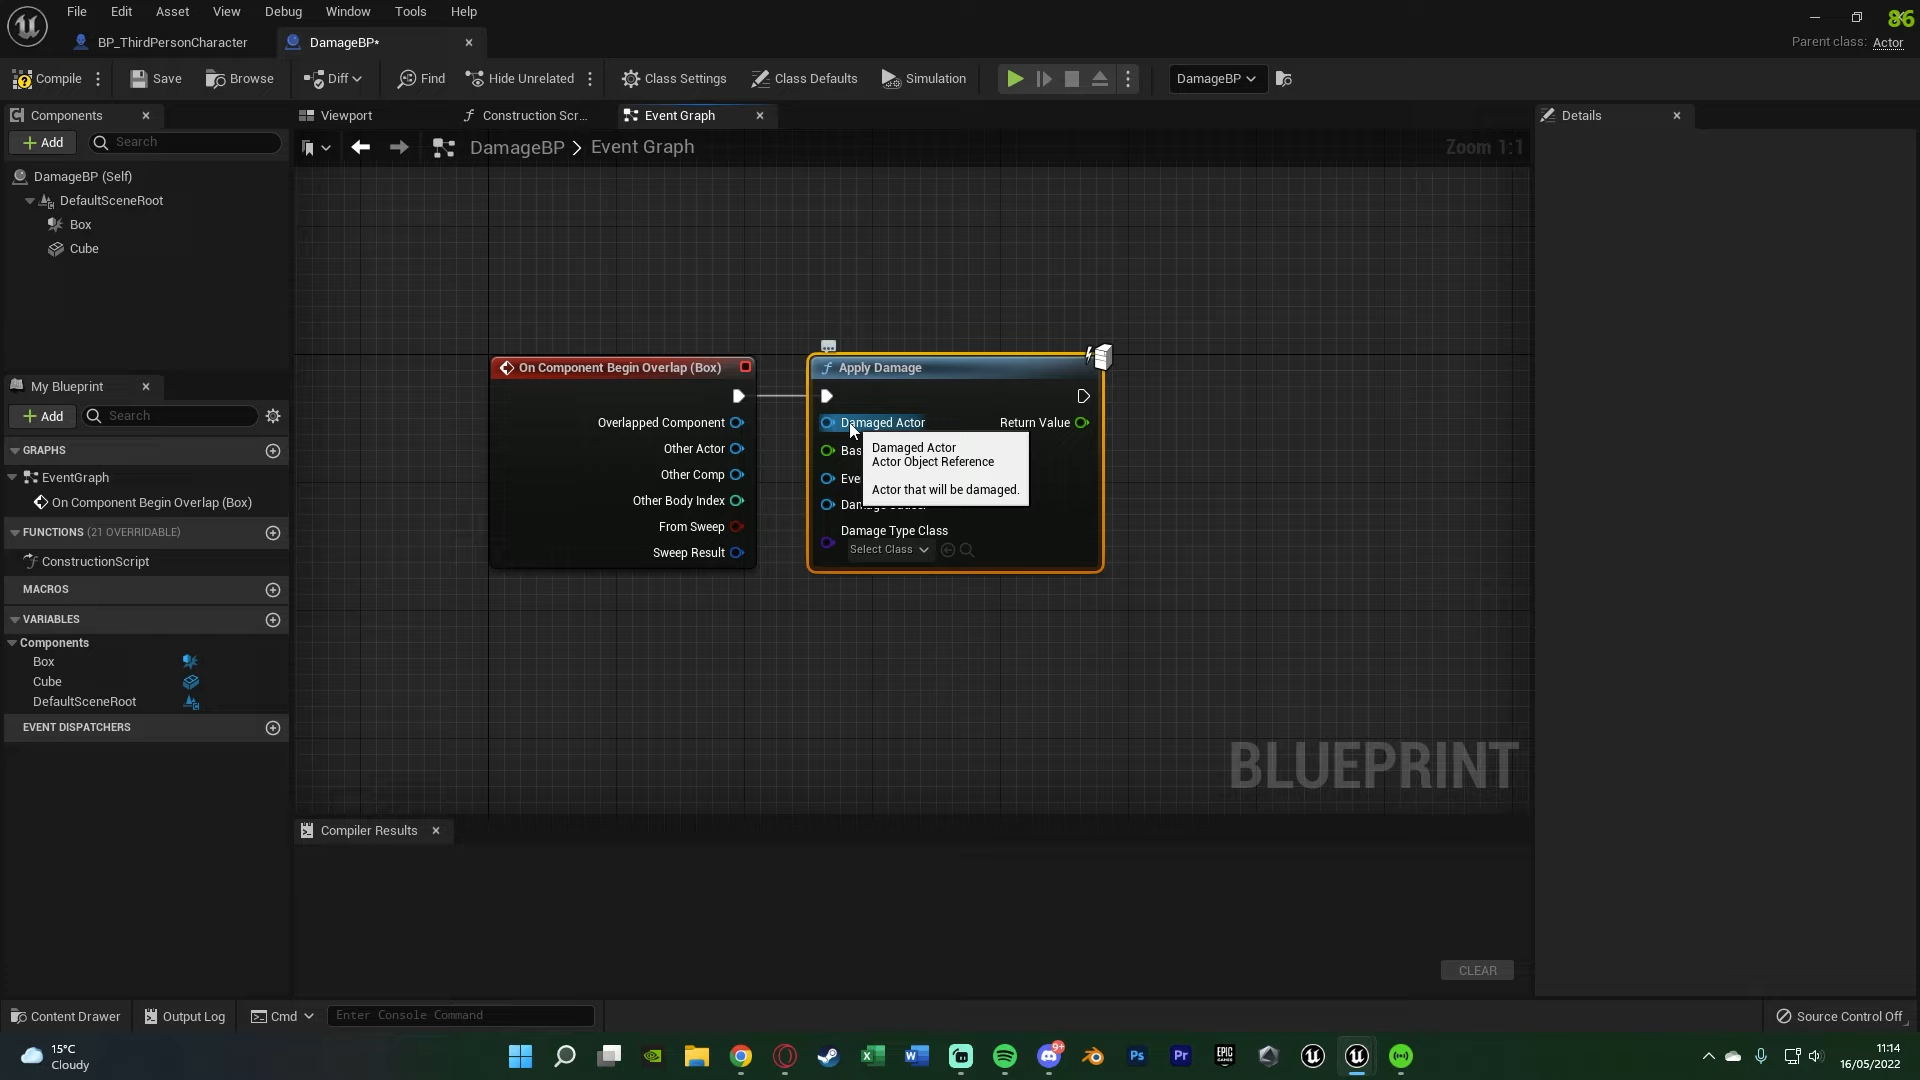 File Edit Asset View Debug Window Tools Help
86
BP_ThirdPersonCharacter
DamageBP*
Parent class: Actor
Compile
Save
Browse
Diff
Find
Hide Unrelated
Class Settings
Class Defaults
Simulation
DamageBP
Components
Viewport
Construction Scr...
Event Graph
Details
Add
Search
DamageBP > Event Graph
Zoom 1:1
DamageBP (Self)
DefaultSceneRoot
Box
Cube
On Component Begin Overlap (Box)
Overlapped Component
Other Actor
Other Comp
Other Body Index
From Sweep
Sweep Result
Apply Damage
Damaged Actor
Return Value
Bas
Eve
Damage Type Class
Select Class
Damaged Actor
Actor Object Reference
Actor that will be damaged.
My Blueprint
Add
Search
GRAPHS
EventGraph
On Component Begin Overlap (Box)
FUNCTIONS (21 OVERRIDABLE)
ConstructionScript
MACROS
VARIABLES
Components
Box
Cube
DefaultSceneRoot
EVENT DISPATCHERS
BLUEPRINT
Compiler Results
CLEAR
Content Drawer
Output Log
Cmd
Enter Console Command
Source Control Off
15°C
Cloudy
9+
Ps
Pr
EPIC
11:14
16/05/2022